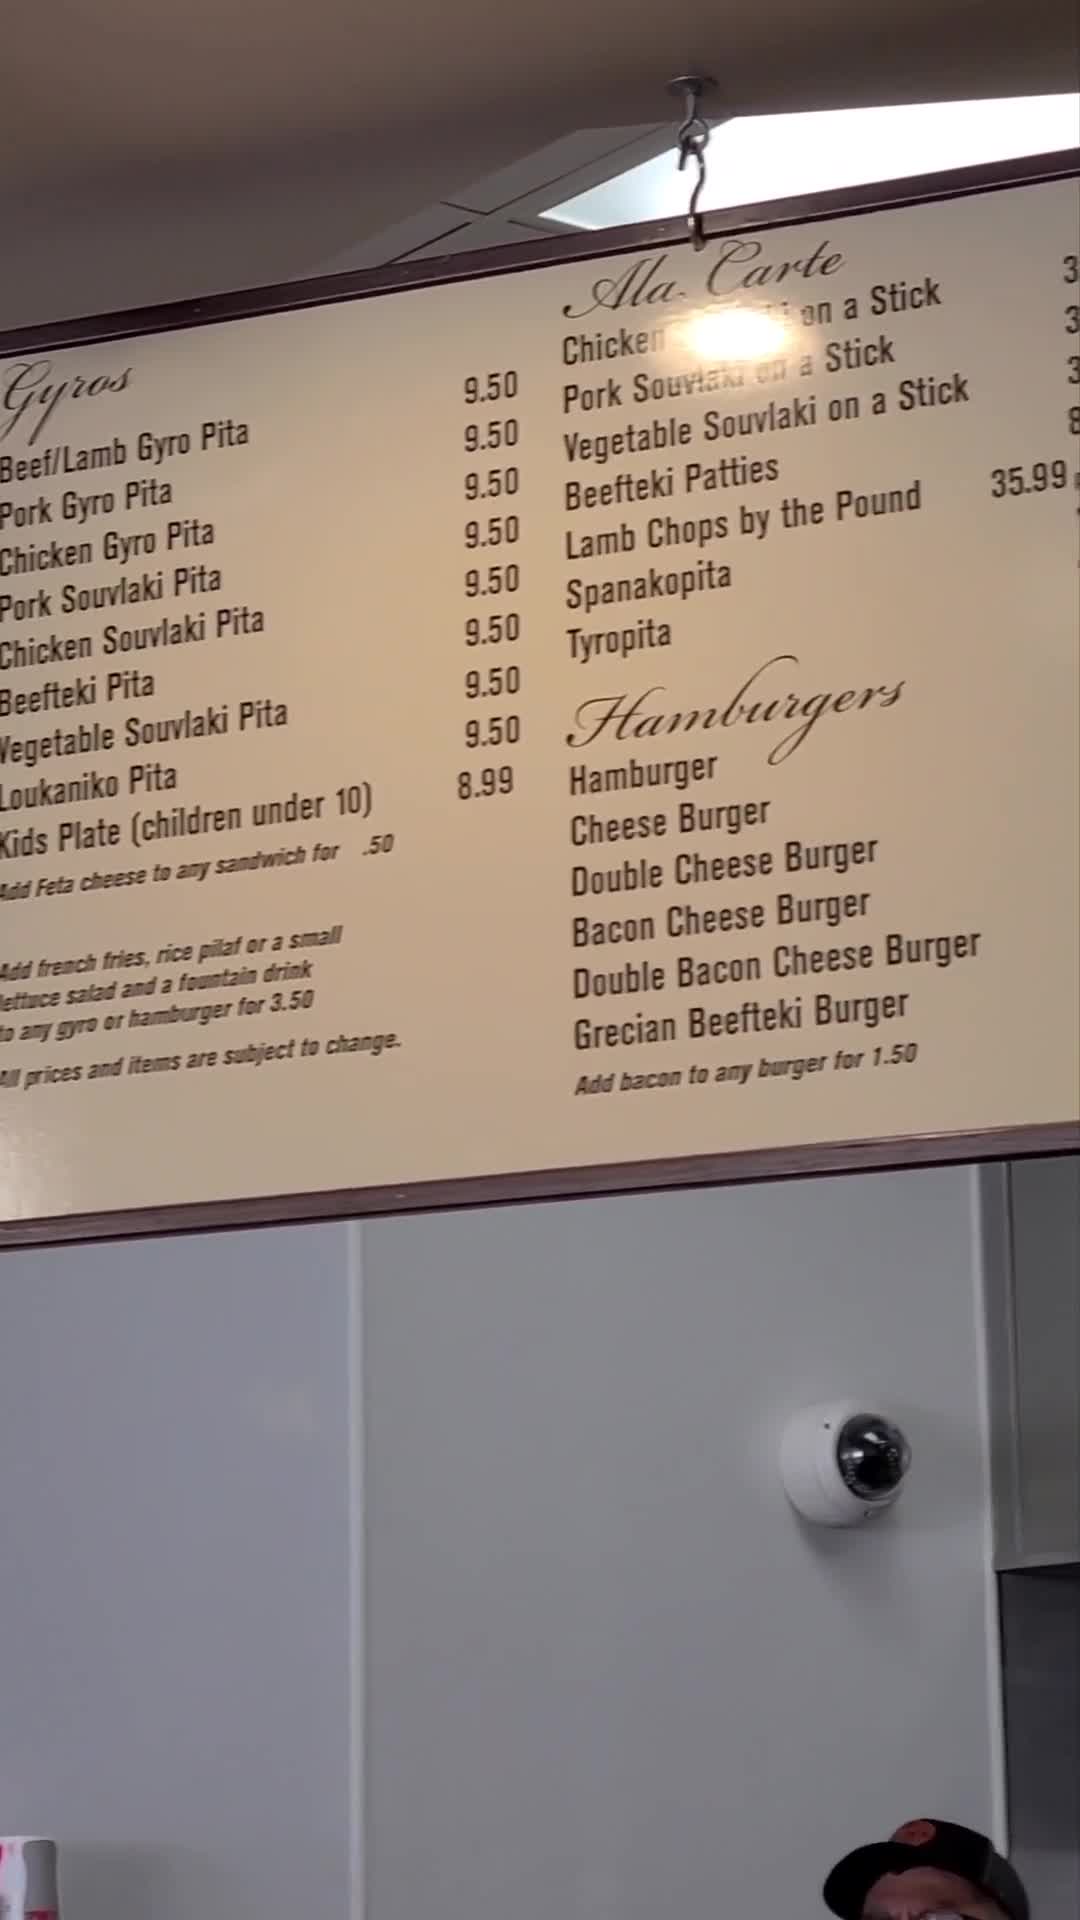 Gyros
Beef/Lamb Gyro Pita 9.50
Pork Gyro Pita 9.50
Chicken Gyro Pita 9.50
Pork Souvlaki Pita 9.50
Chicken Souvlaki Pita 9.50
Beefteki Pita 9.50
Vegetable Souvlaki Pita 9.50
Loukaniko Pita 9.50
Kids Plate (children under 10) 8.99
Add Feta cheese to any sandwich for .50
Add french fries, rice pilaf or a small
lettuce salad and a fountain drink
to any gyro or hamburger for 3.50
All prices and items are subject to change.
Ala Carte
Chicken on a Stick 3
Pork Souvlaki on a Stick 3
Vegetable Souvlaki on a Stick 3
Beefteki Patties 8
Lamb Chops by the Pound 35.99
Spanakopita
Tyropita
Hamburgers
Hamburger
Cheese Burger
Double Cheese Burger
Bacon Cheese Burger
Double Bacon Cheese Burger
Grecian Beefteki Burger
Add bacon to any burger for 1.50